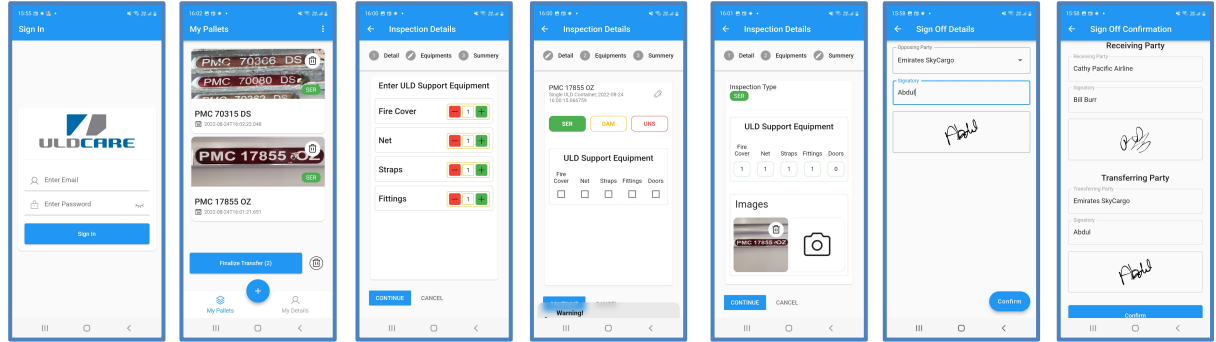 15:55
Sign In
ULDCARE
Enter Email
Enter Password
Sign In
16:02
My Pallets
PMC 70306 DS
PMC 70080 DS
SER
PMC 70315 DS
2022-08-24T16:02:23.048
PMC 17855 OZ
SER
PMC 17855 OZ
2022-08-24T16:01:21.651
Finalize Transfer (2)
+
My Pallets
My Details
16:00
Inspection Details
1 Detail
Equipments
3 Summery
Enter ULD Support Equipment
Fire Cover
1
Net
1
Straps
1
Fittings
1
CONTINUE
CANCEL
16:00
Inspection Details
Detail
2 Equipments
3 Summery
PMC 17855 OZ
Single ULD Container, 2022-08-24
16:00:15.066759
SER
DAM
UNS
ULD Support Equipment
Fire Cover
Net
Straps
Fittings
Doors
Warning!
16:01
Inspection Details
1 Detail
2 Equipments
Summery
Inspection Type
SER
ULD Support Equipment
Fire Cover
Net
Straps
Fittings
Doors
1 1 1 1 0
Images
PMC 17855 OZ
CONTINUE
CANCEL
15:58
Sign Off Details
Opposing Party
Emirates SkyCargo
Signatory
Abdul
Abdul
Confirm
15:58
Sign Off Confirmation
Receiving Party
Receiving Party
Cathy Pacific Airline
Signatory
Bill Burr
Transferring Party
Transferring Party
Emirates SkyCargo
Signatory
Abdul
Abdul
Confirm